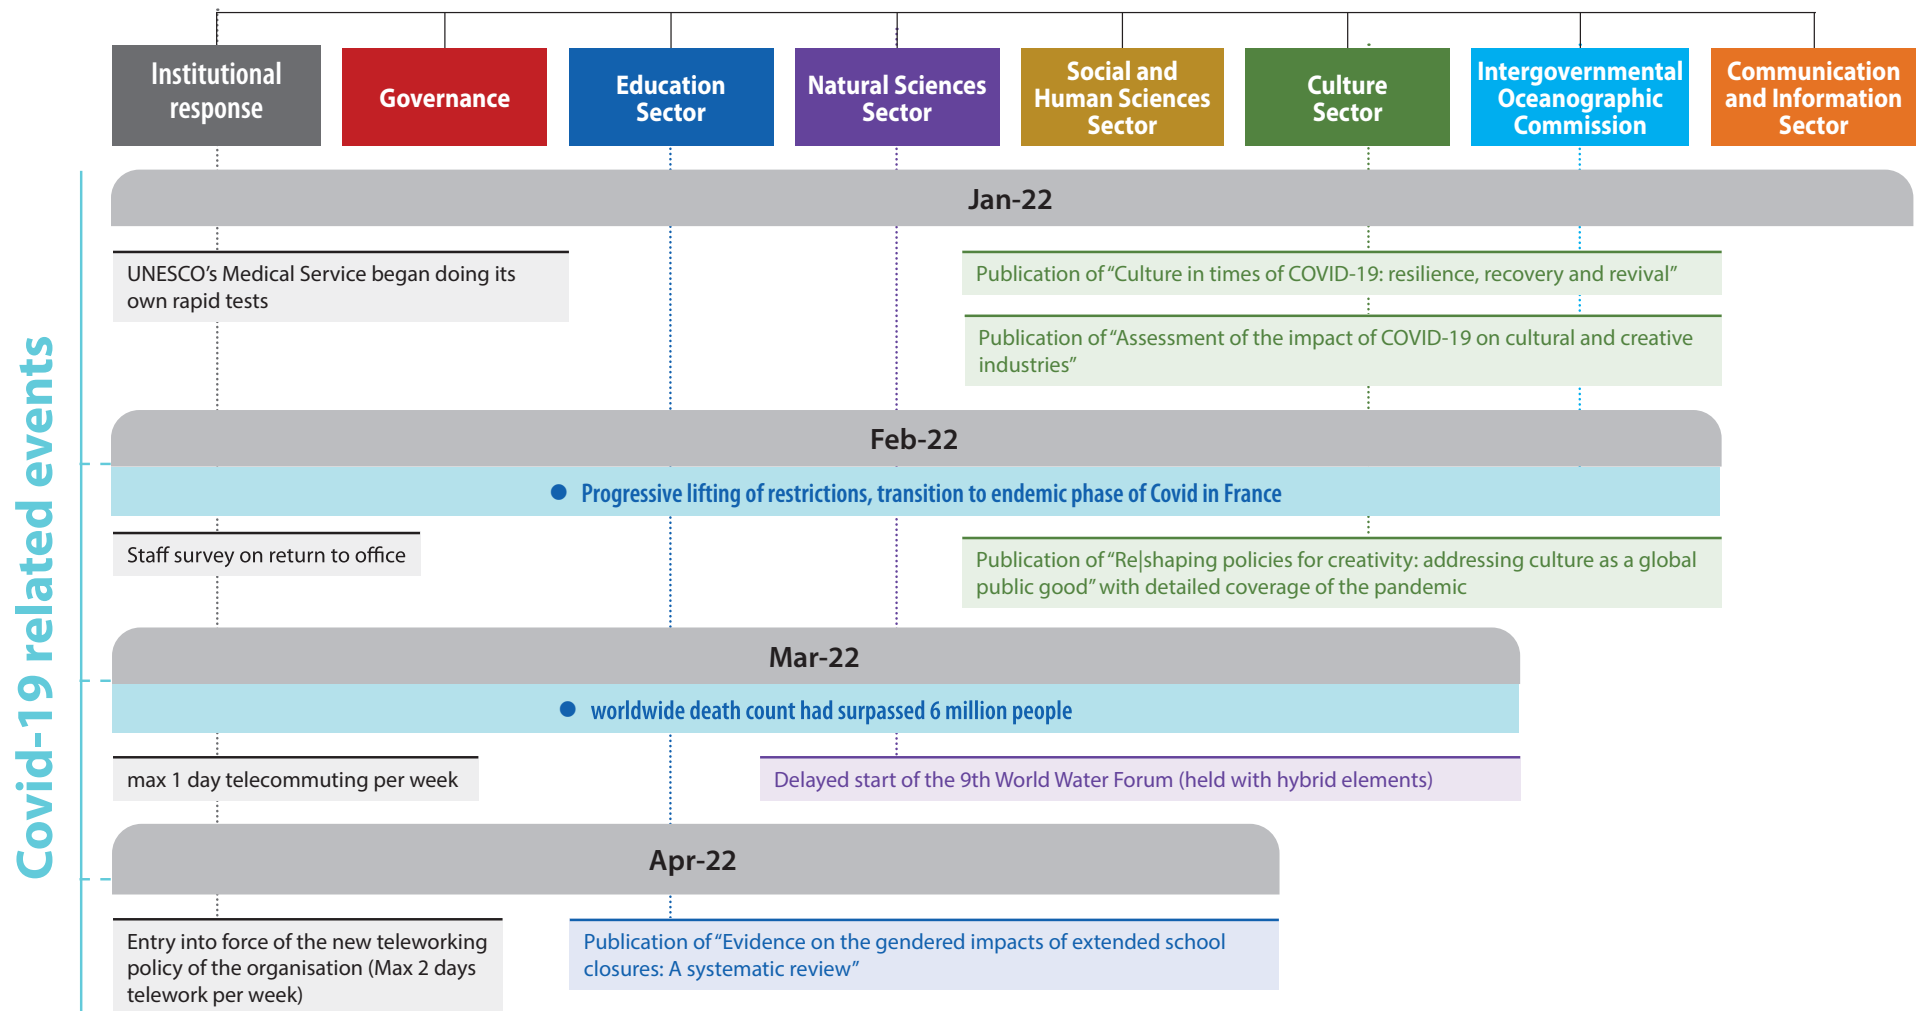 Institutional
response
Governance
Education
Sector
Natural Sciences
Sector
Social and
Human Sciences
Sector
Culture
Sector
Intergovernmental
Oceanographic
Commission
Communication
and Information
Sector
Covid-19 related events
Jan-22
UNESCO’s Medical Service began doing its
own rapid tests
Publication of “Culture in times of COVID-19: resilience, recovery and revival”
Publication of “Assessment of the impact of COVID-19 on cultural and creative
industries”
Feb-22
● Progressive lifting of restrictions, transition to endemic phase of Covid in France
Staff survey on return to office
Publication of “Re|shaping policies for creativity: addressing culture as a global
public good” with detailed coverage of the pandemic
Mar-22
● worldwide death count had surpassed 6 million people
max 1 day telecommuting per week
Delayed start of the 9th World Water Forum (held with hybrid elements)
Apr-22
Entry into force of the new teleworking
policy of the organisation (Max 2 days
telework per week)
Publication of “Evidence on the gendered impacts of extended school
closures: A systematic review”